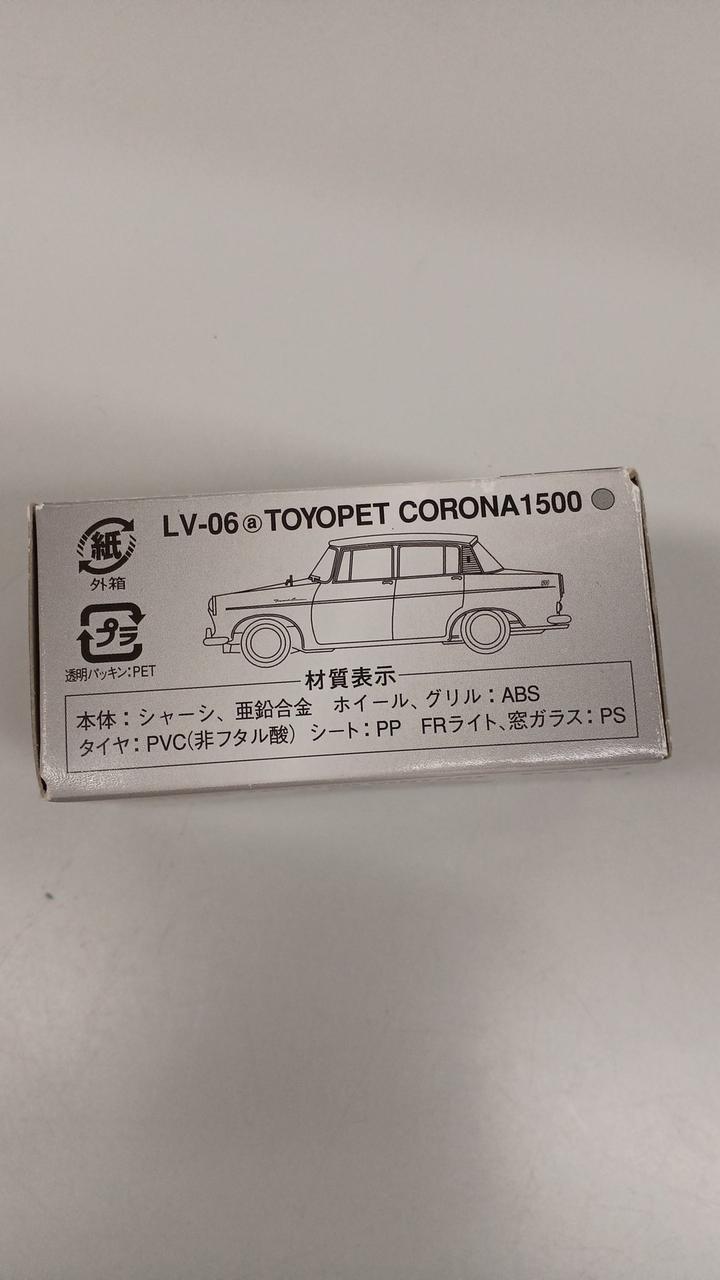 LV-06 ⓐ TOYOPET CORONA1500
紙
外箱
プラ
透明パッキン:PET
材質表示
本体:シャーシ、亜鉛合金 ホイール、グリル:ABS
タイヤ:PVC(非フタル酸) シート:PP FRライト、窓ガラス:PS